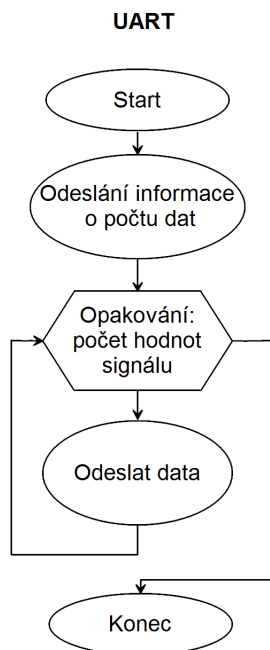 UART
Start
Odeslání informace
o počtu dat
Opakování:
počet hodnot
signálu
Odeslat data
Konec